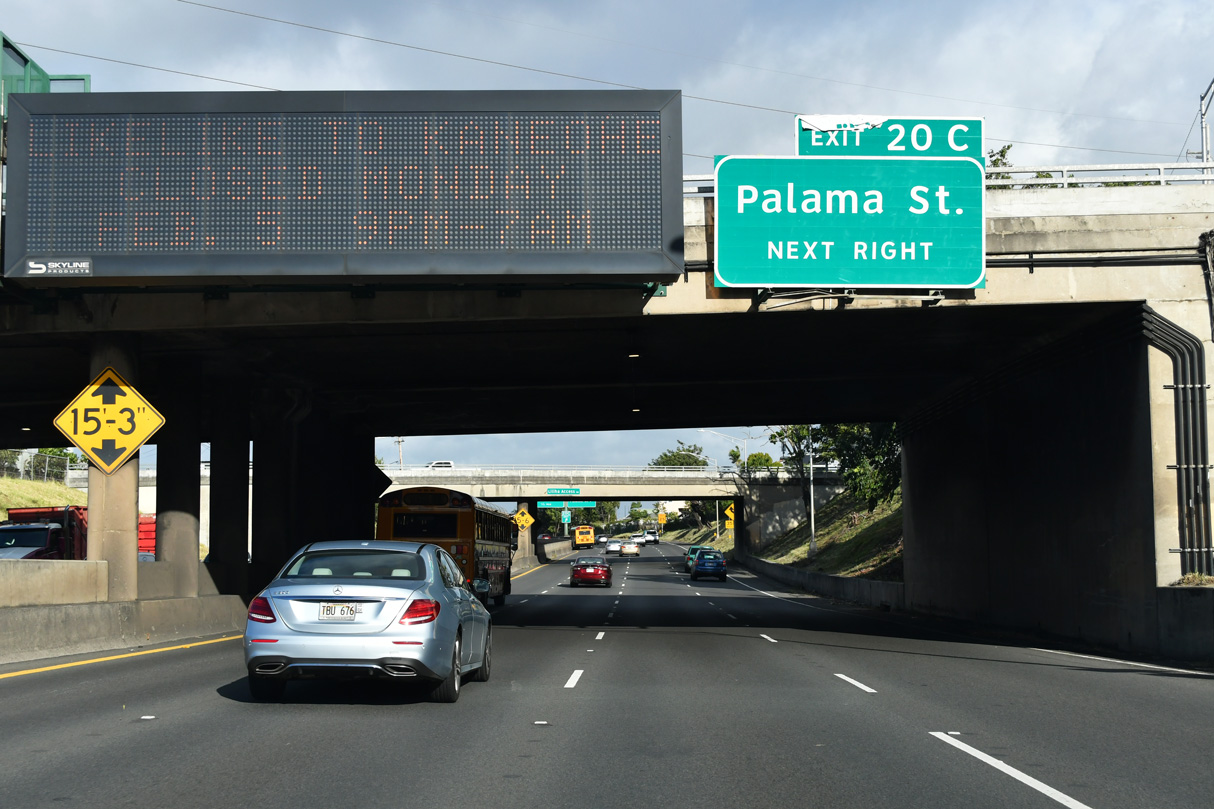 TO KANEOHE
CLOSED MONDAY
FEB. 5 9PM-7AM
SKYLINE
PRODUCTS
EXIT 20 C
Palama St.
NEXT RIGHT
15'-3"
TBU 676